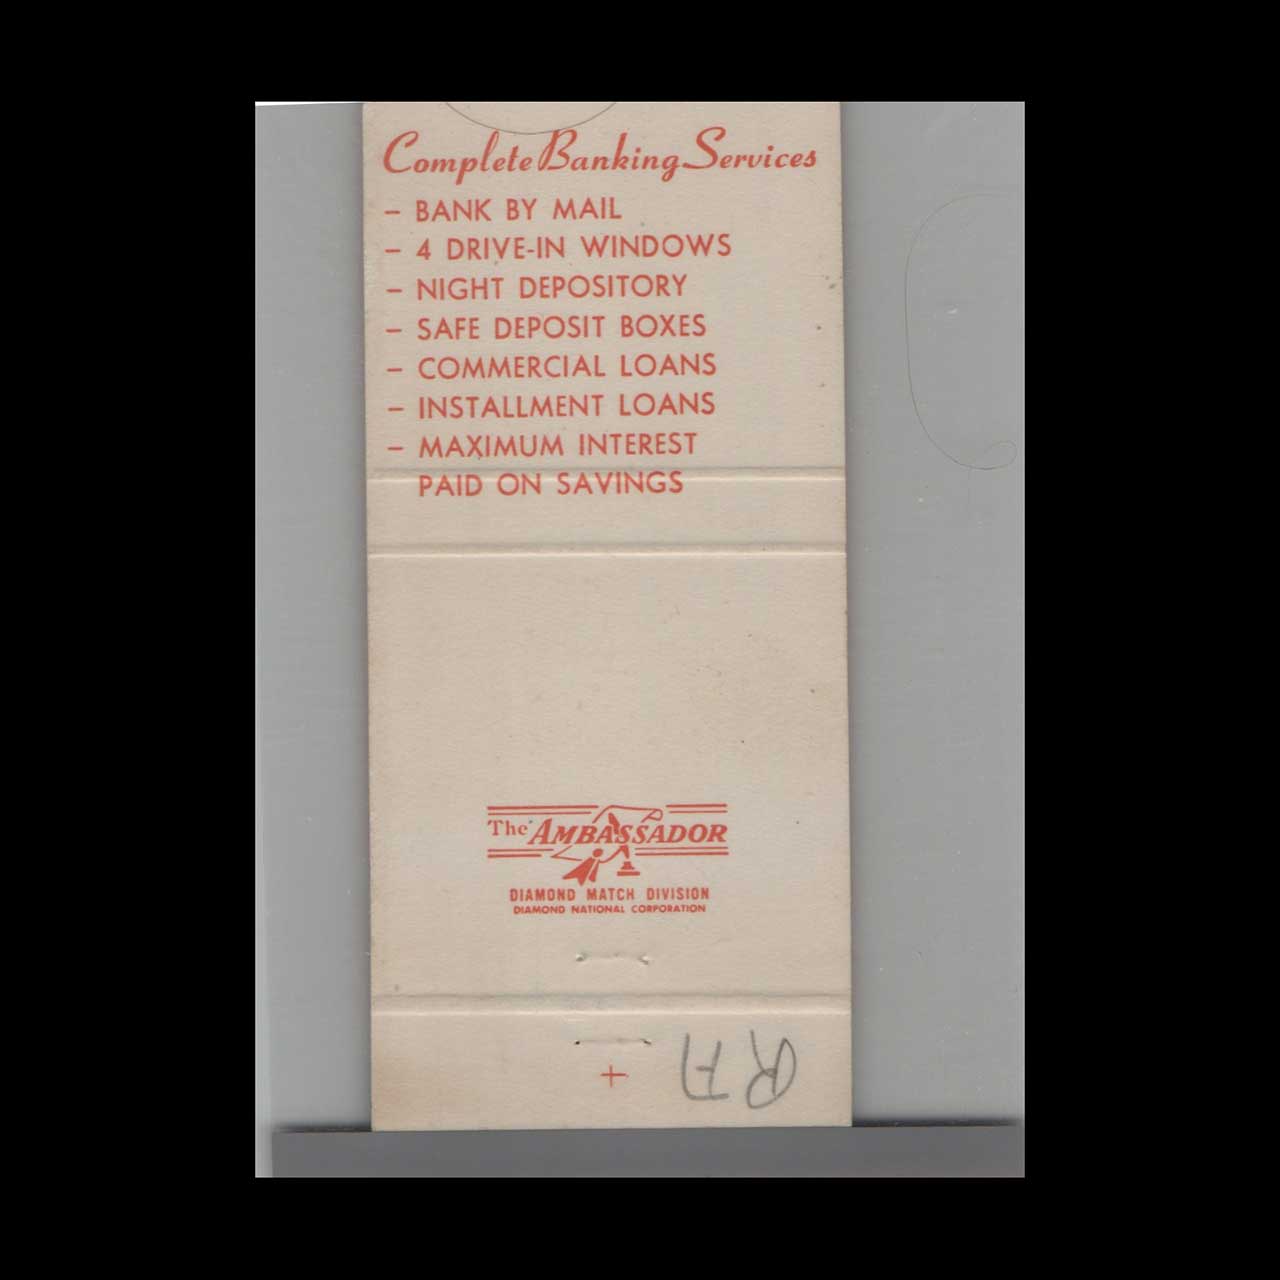 Complete Banking Services
– BANK BY MAIL
– 4 DRIVE-IN WINDOWS
– NIGHT DEPOSITORY
– SAFE DEPOSIT BOXES
– COMMERCIAL LOANS
– INSTALLMENT LOANS
– MAXIMUM INTEREST
PAID ON SAVINGS
The AMBASSADOR
DIAMOND MATCH DIVISION
DIAMOND NATIONAL CORPORATION
+